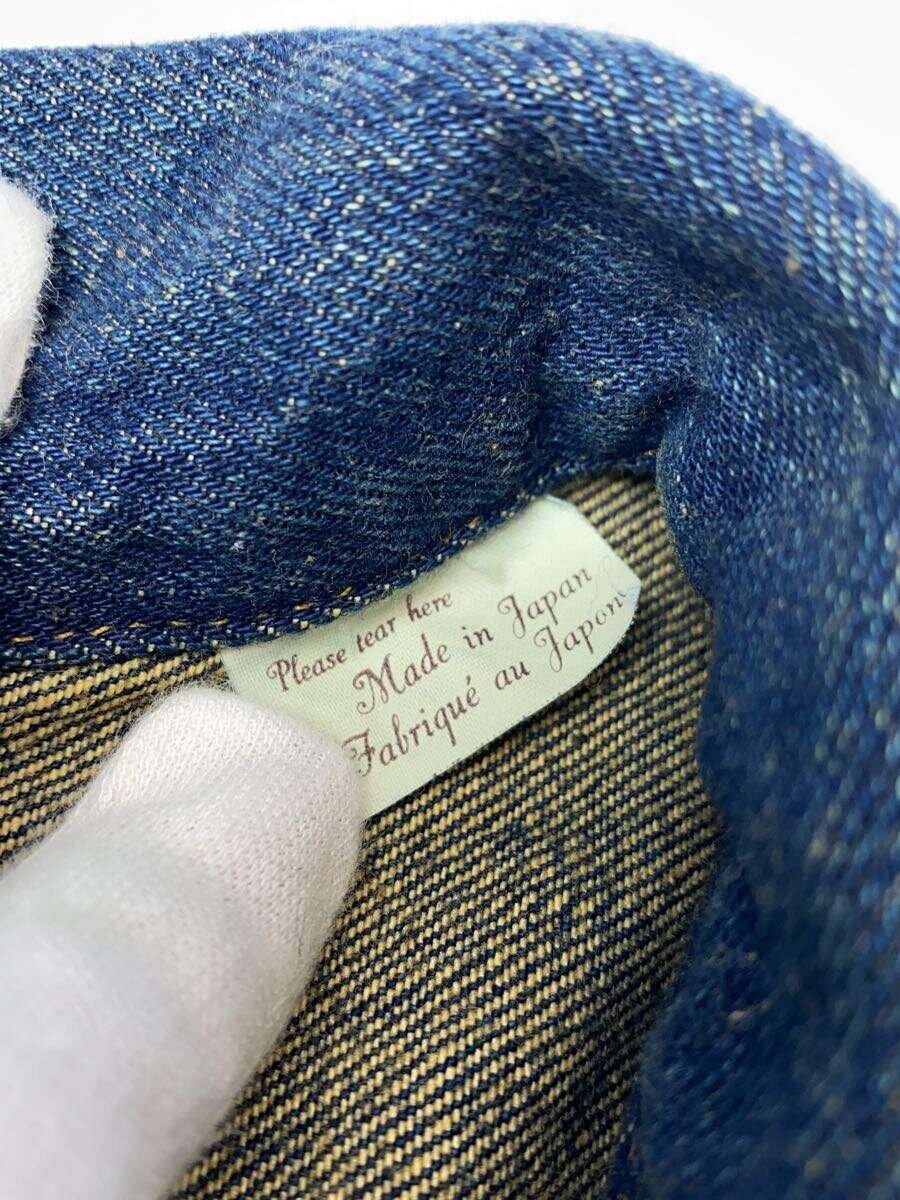 Please tear here
Made in Japan
Fabriqué au Japon